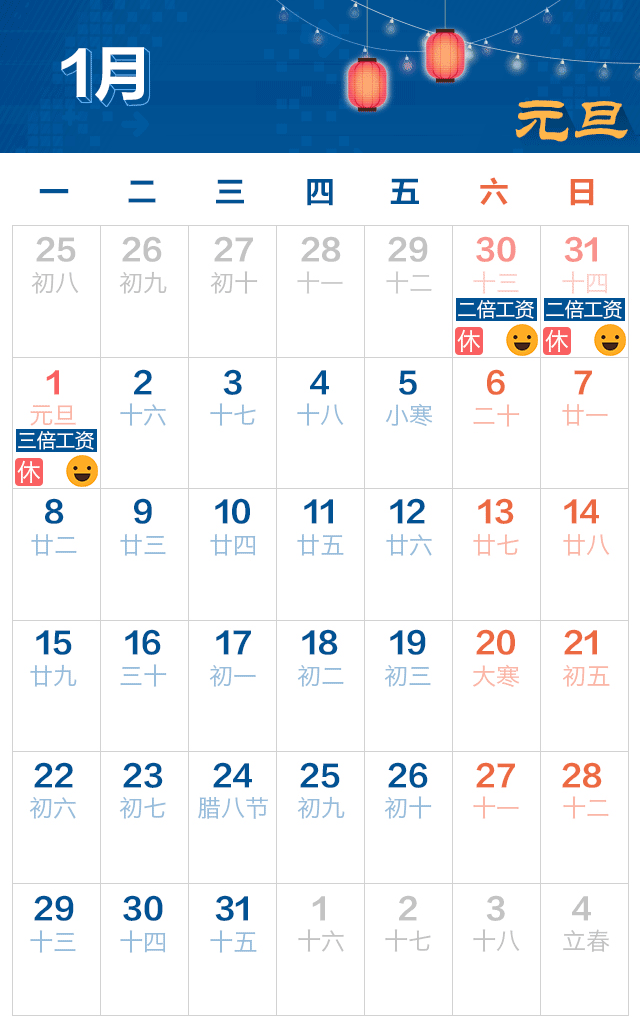 1月
元旦
一 二 三 四 五 六 日
25 26 27 28 29 30 31
初八 初九 初十 十一 十二 十三 十四
二倍工资 二倍工资
休 休
1 2 3 4 5 6 7
元旦 十六 十七 十八 小寒 二十 廿一
三倍工资
休
8 9 10 11 12 13 14
廿二 廿三 廿四 廿五 廿六 廿七 廿八
15 16 17 18 19 20 21
廿九 三十 初一 初二 初三 大寒 初五
22 23 24 25 26 27 28
初六 初七 腊八节 初九 初十 十一 十二
29 30 31 1 2 3 4
十三 十四 十五 十六 十七 十八 立春